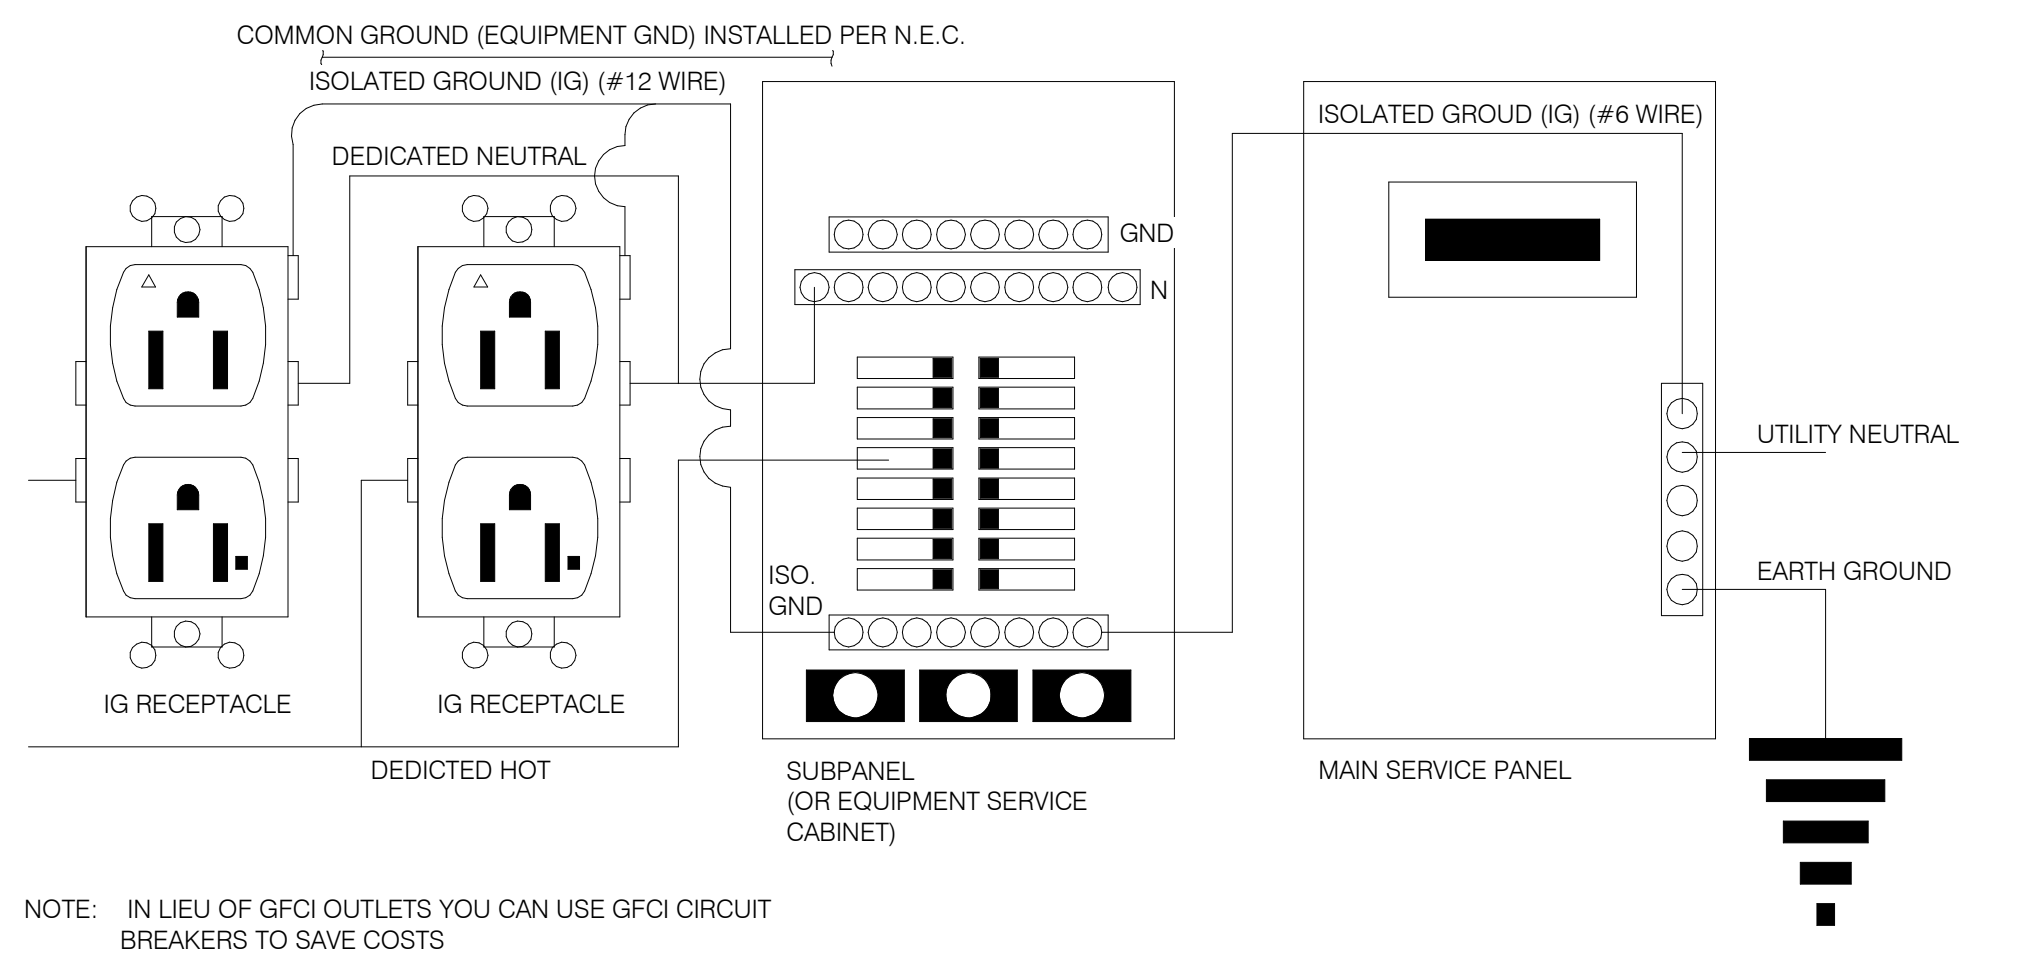 COMMON GROUND (EQUIPMENT GND) INSTALLED PER N.E.C.
ISOLATED GROUND (IG) (#12 WIRE)
ISOLATED GROUD (IG) (#6 WIRE)
DEDICATED NEUTRAL
GND
N
UTILITY NEUTRAL
EARTH GROUND
ISO.
GND
IG RECEPTACLE
IG RECEPTACLE
DEDICTED HOT
SUBPANEL
(OR EQUIPMENT SERVICE
CABINET)
MAIN SERVICE PANEL
NOTE: IN LIEU OF GFCI OUTLETS YOU CAN USE GFCI CIRCUIT
BREAKERS TO SAVE COSTS